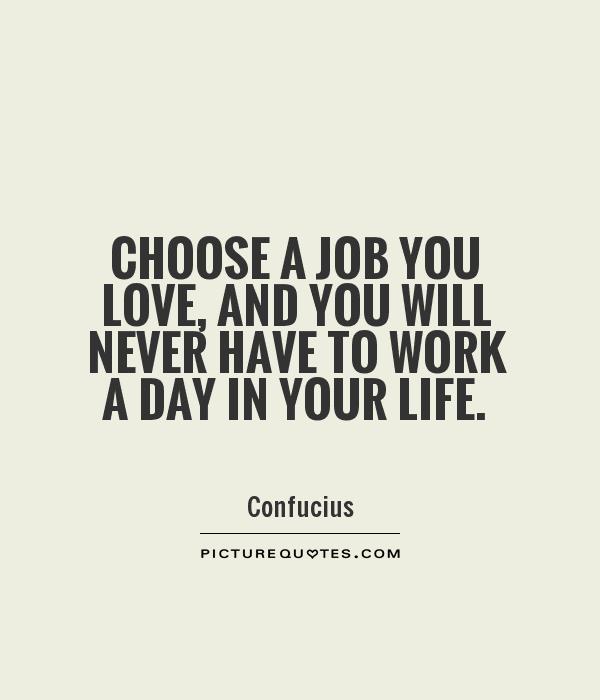 CHOOSE A JOB YOU
LOVE, AND YOU WILL
NEVER HAVE TO WORK
A DAY IN YOUR LIFE.
Confucius
PICTUREQUOTES.COM